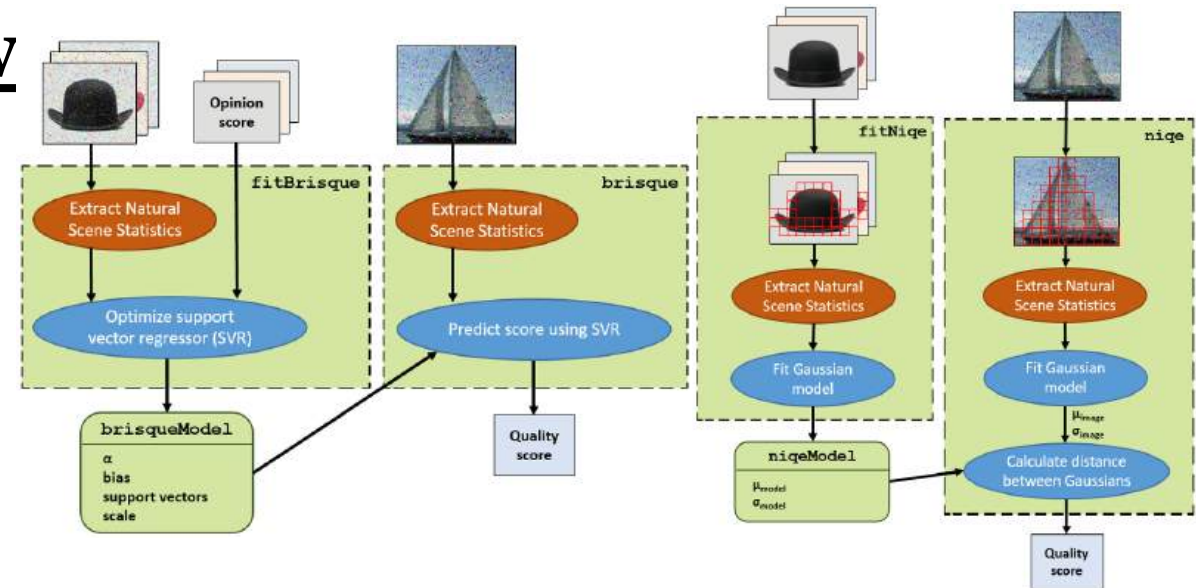 Opinion
score
fitBrisque
Extract Natural
Scene Statistics
Optimize support
vector regressor (SVR)
brisqueModel
α
bias
support vectors
scale
brisque
Extract Natural
Scene Statistics
Predict score using SVR
Quality
score
fitNiqe
Extract Natural
Scene Statistics
Fit Gaussian
model
niqeModel
μmodel
σmodel
niqe
Extract Natural
Scene Statistics
Fit Gaussian
model
μimage
σimage
Calculate distance
between Gaussians
Quality
score